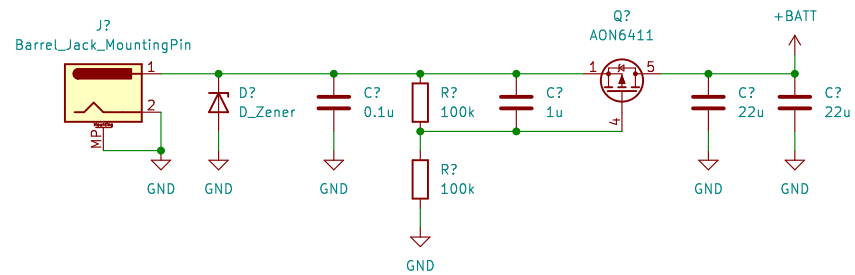 J?
Barrel_Jack_MountingPin
1
2
Mounting
MP
GND
D?
D_Zener
GND
C?
0.1u
GND
R?
100k
R?
100k
GND
C?
1u
Q?
AON6411
1
5
4
C?
22u
GND
+BATT
C?
22u
GND